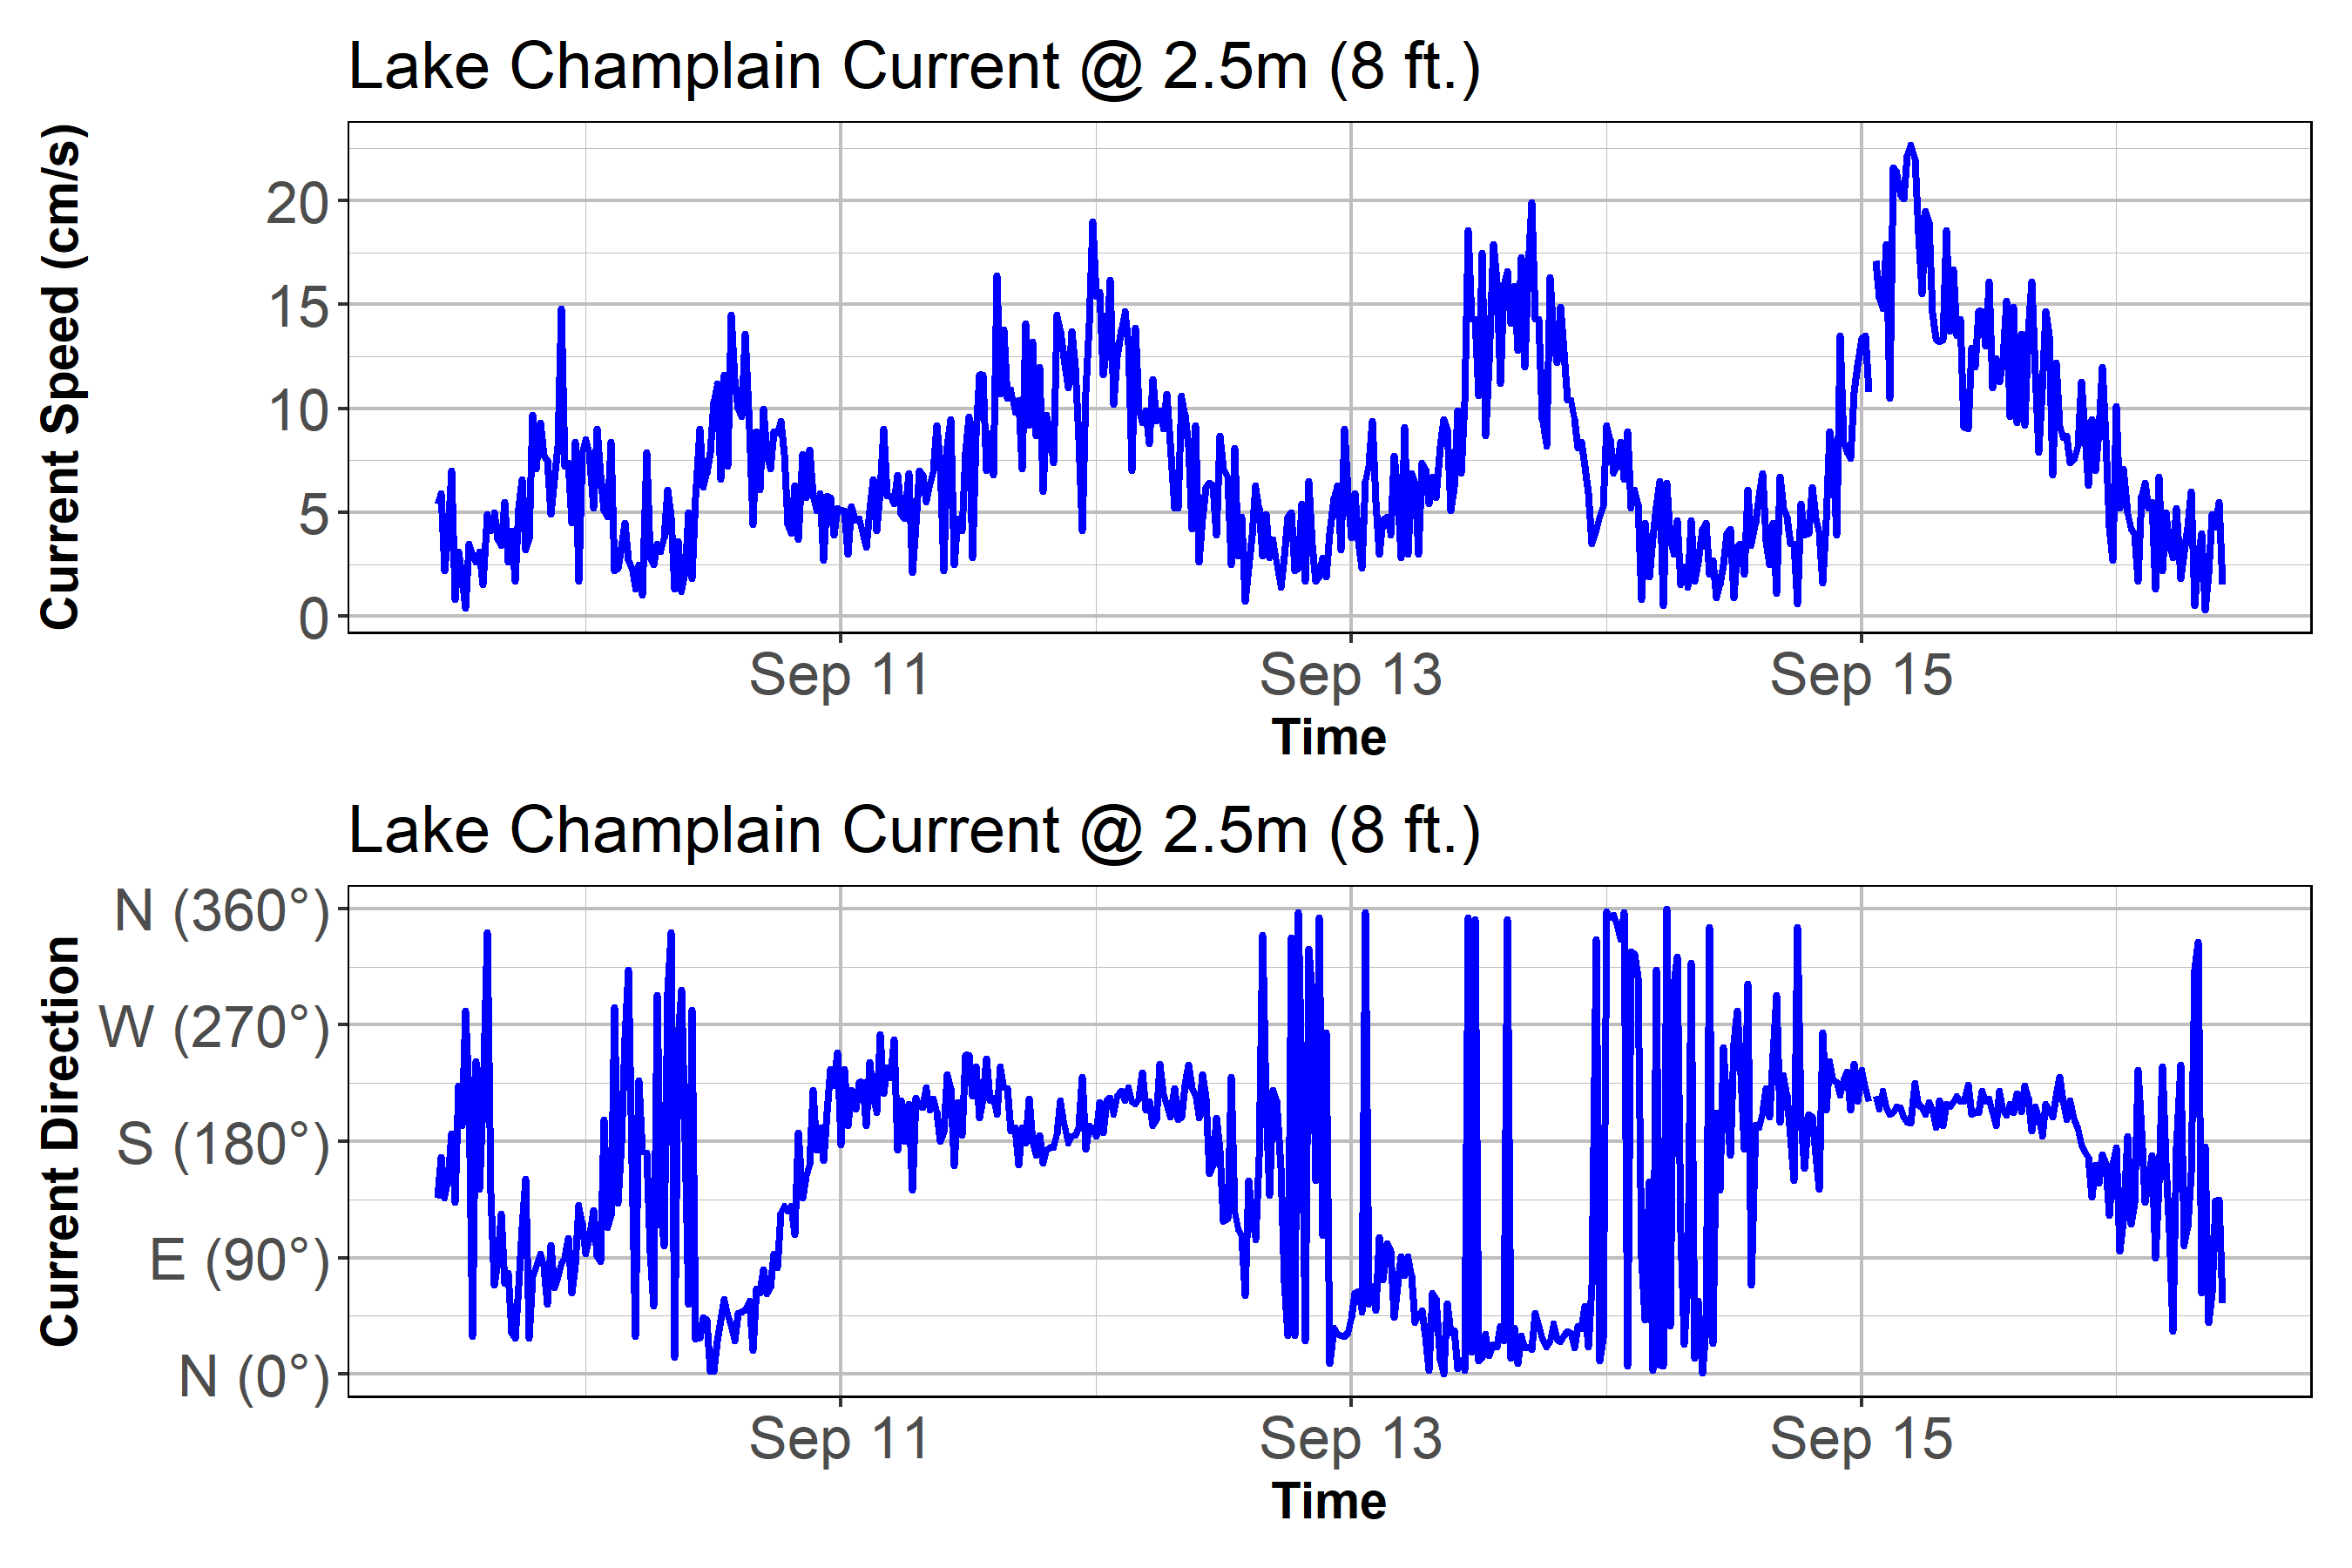 Lake Champlain Current @ 2.5m (8 ft.)
Current Speed (cm/s)
20
15
10
5
0
Sep 11 Sep 13 Sep 15
Time
Lake Champlain Current @ 2.5m (8 ft.)
Current Direction
N (360°)
W (270°)
S (180°)
E (90°)
N (0°)
Sep 11 Sep 13 Sep 15
Time